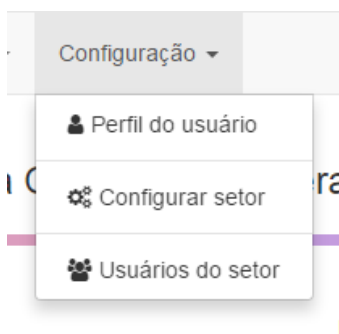 Configuração
Perfil do usuário
Configurar setor
Usuários do setor